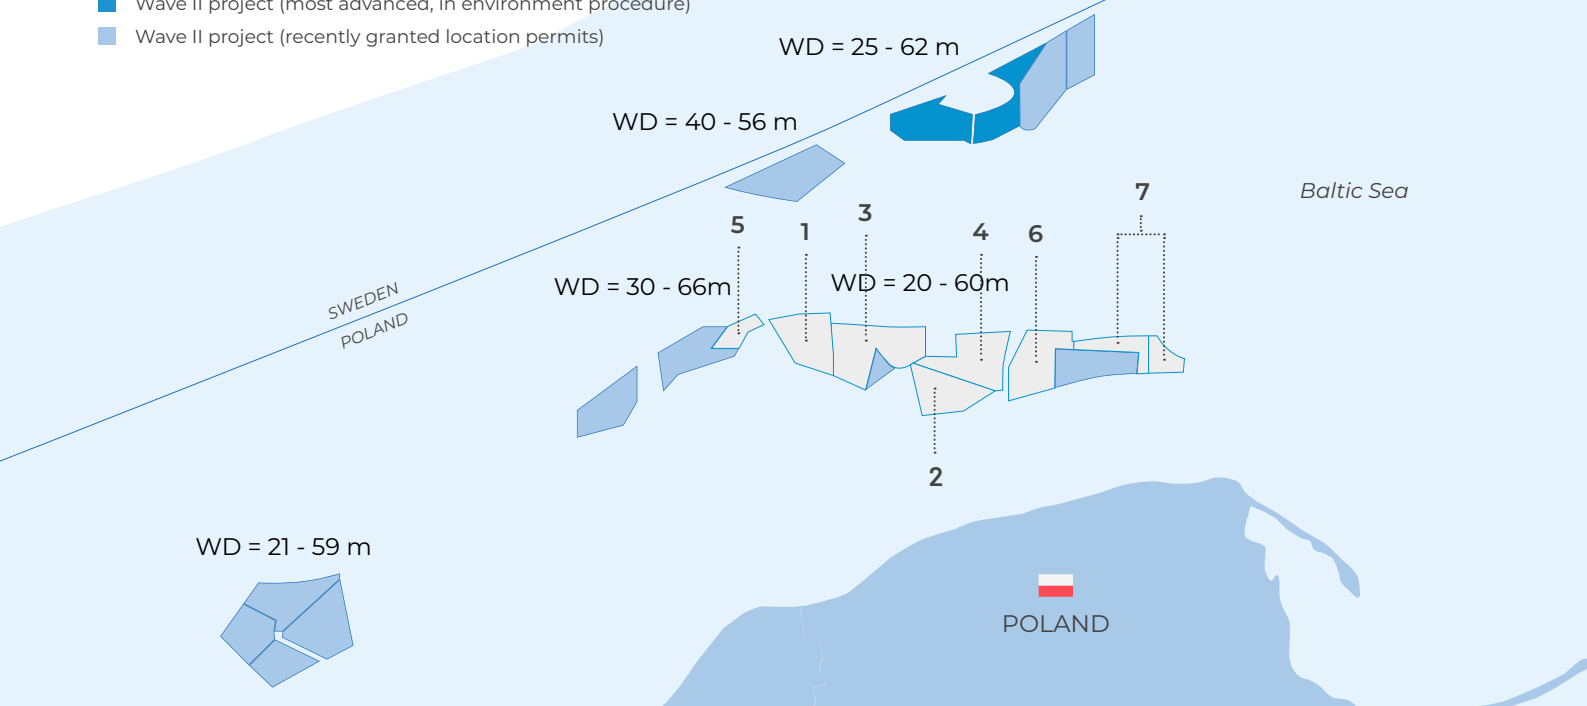 Wave II project (most advanced, in environment procedure)
Wave II project (recently granted location permits)
WD = 25 - 62 m
WD = 40 - 56 m
7
Baltic Sea
3
5
1
4
6
WD = 30 - 66m
WD = 20 - 60m
SWEDEN
POLAND
2
WD = 21 - 59 m
POLAND